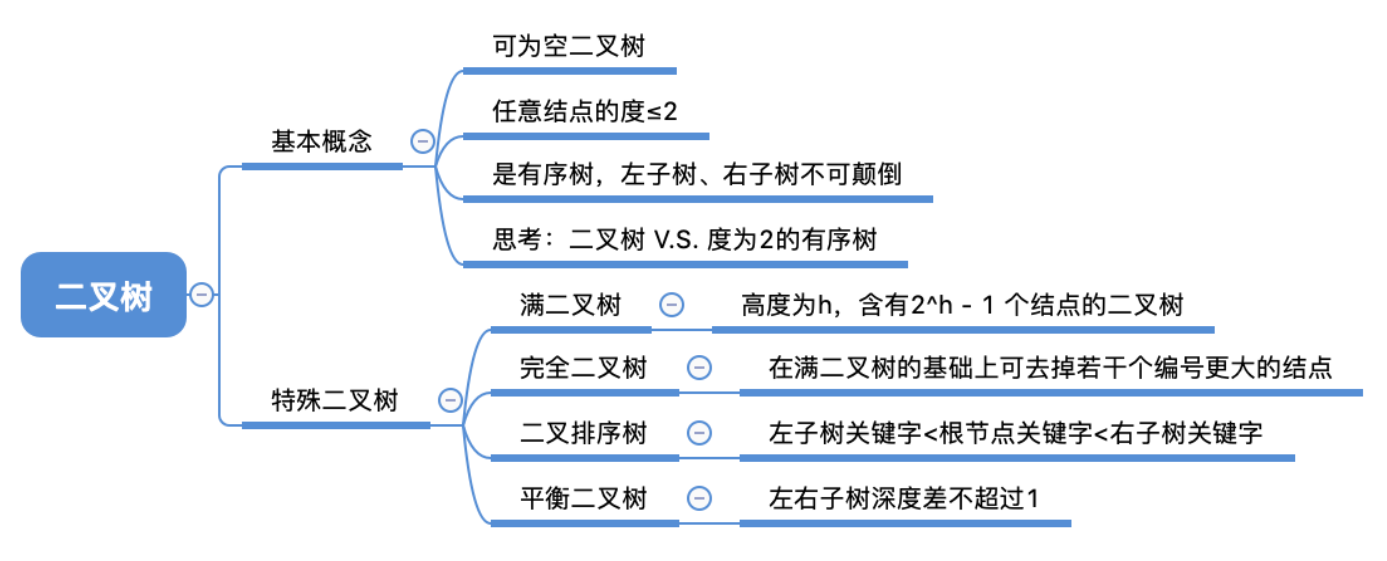 二叉树
基本概念
可为空二叉树
任意结点的度≤2
是有序树，左子树、右子树不可颠倒
思考：二叉树 V.S. 度为2的有序树
特殊二叉树
满二叉树
高度为h，含有2^h - 1 个结点的二叉树
完全二叉树
在满二叉树的基础上可去掉若干个编号更大的结点
二叉排序树
左子树关键字<根节点关键字<右子树关键字
平衡二叉树
左右子树深度差不超过1